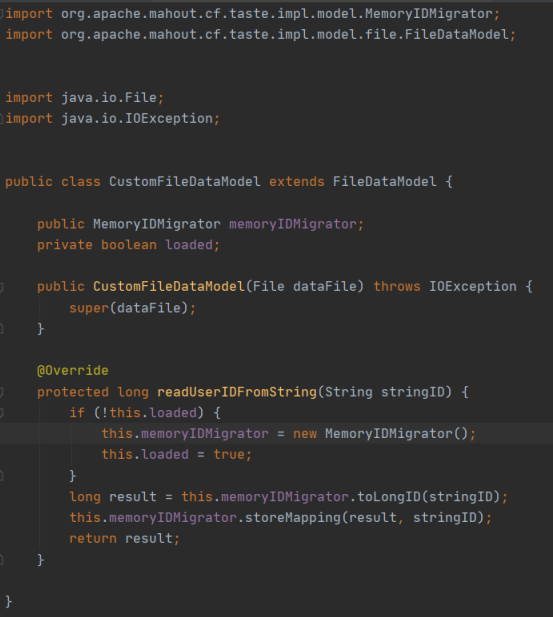 import org.apache.mahout.cf.taste.impl.model.MemoryIDMigrator;
import org.apache.mahout.cf.taste.impl.model.file.FileDataModel;
import java.io.File;
import java.io.IOException;
public class CustomFileDataModel extends FileDataModel {
public MemoryIDMigrator memoryIDMigrator;
private boolean loaded;
public CustomFileDataModel(File dataFile) throws IOException {
super(dataFile);
}
@Override
protected long readUserIDFromString(String stringID) {
if (!this.loaded) {
this.memoryIDMigrator = new MemoryIDMigrator();
this.loaded = true;
}
long result = this.memoryIDMigrator.toLongID(stringID);
this.memoryIDMigrator.storeMapping(result, stringID);
return result;
}
}